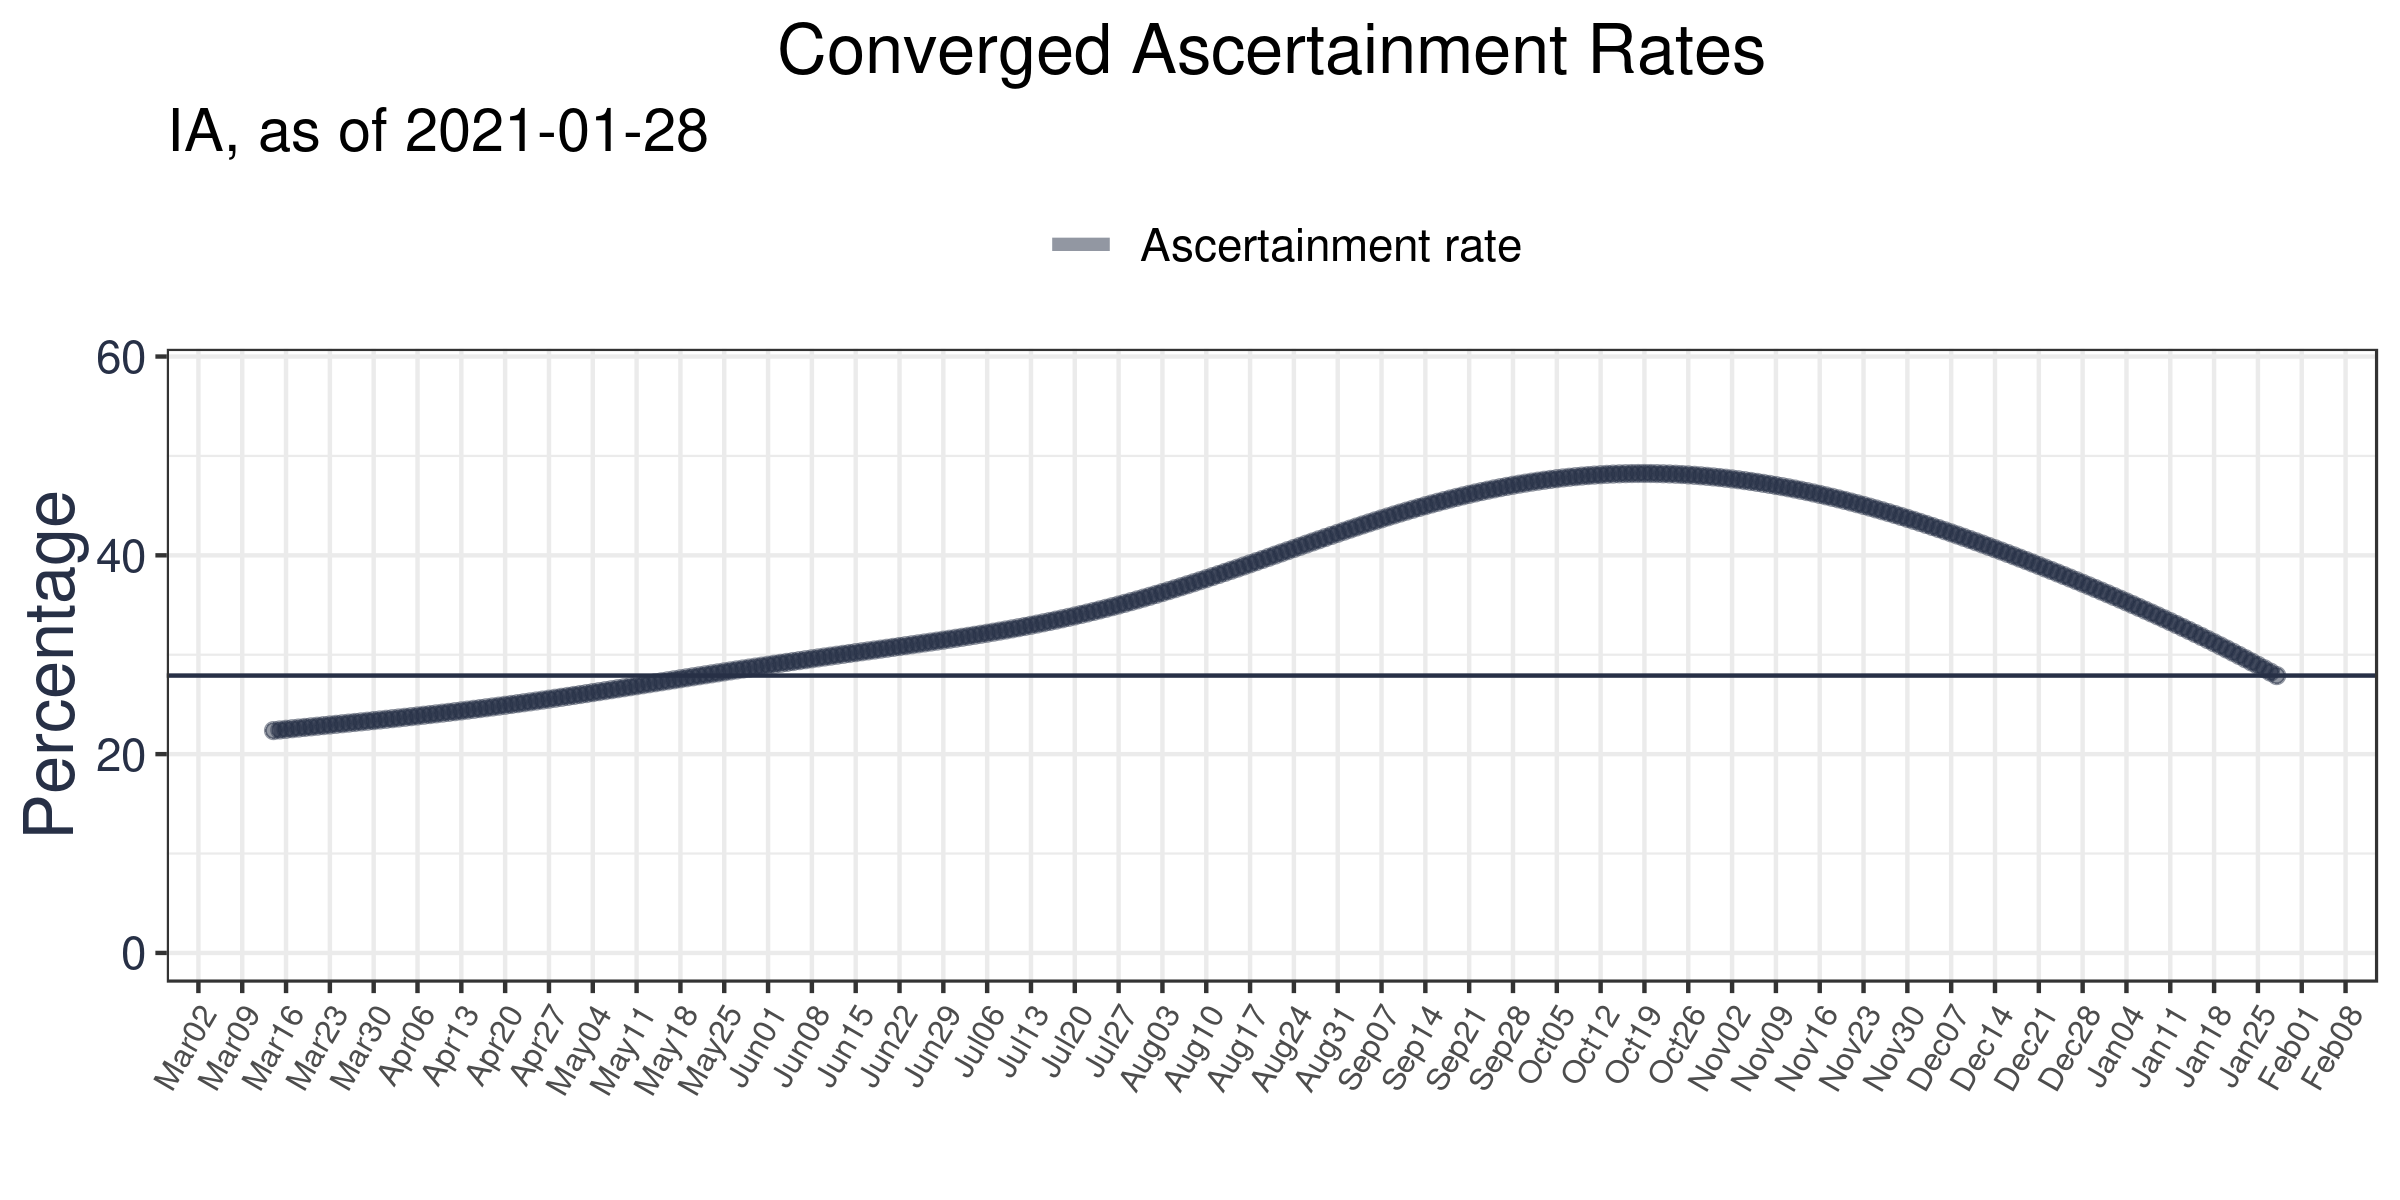 Converged Ascertainment Rates
IA, as of 2021-01-28
Ascertainment rate
Percentage
60
40
20
0
Mar02 Mar09 Mar16 Mar23 Mar30 Apr06 Apr13 Apr20 Apr27 May04 May11 May18 May25 Jun01 Jun08 Jun15 Jun22 Jun29 Jul06 Jul13 Jul20 Jul27 Aug03 Aug10 Aug17 Aug24 Aug31 Sep07 Sep14 Sep21 Sep28 Oct05 Oct12 Oct19 Oct26 Nov02 Nov09 Nov16 Nov23 Nov30 Dec07 Dec14 Dec21 Dec28 Jan04 Jan11 Jan18 Jan25 Feb01 Feb08